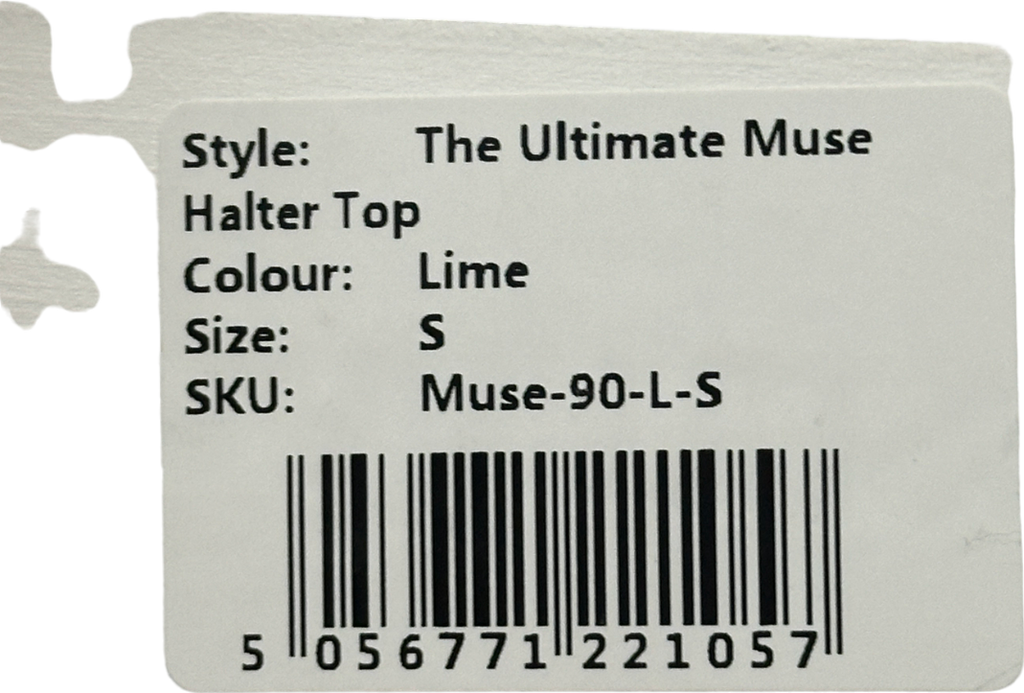 Style: The Ultimate Muse
Halter Top
Colour: Lime
Size: S
SKU: Muse-90-L-S
5 056771 221057